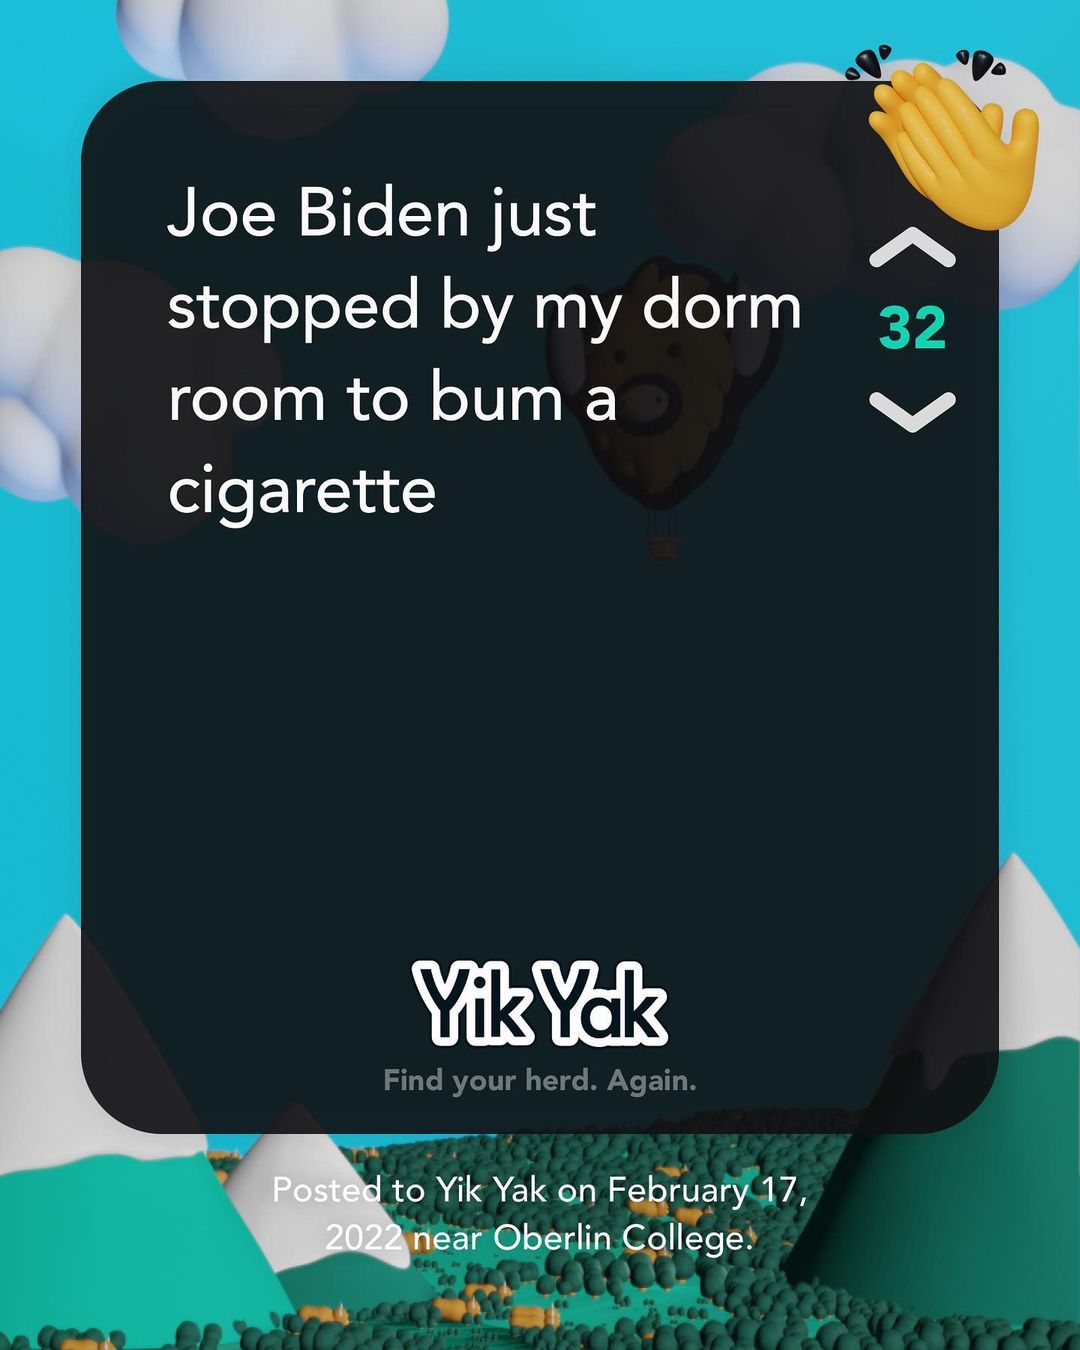 Joe Biden just
stopped by my dorm
room to bum a
cigarette
32
Yik Yak
Find your herd. Again.
Posted to Yik Yak on February 17,
2022 near Oberlin College.